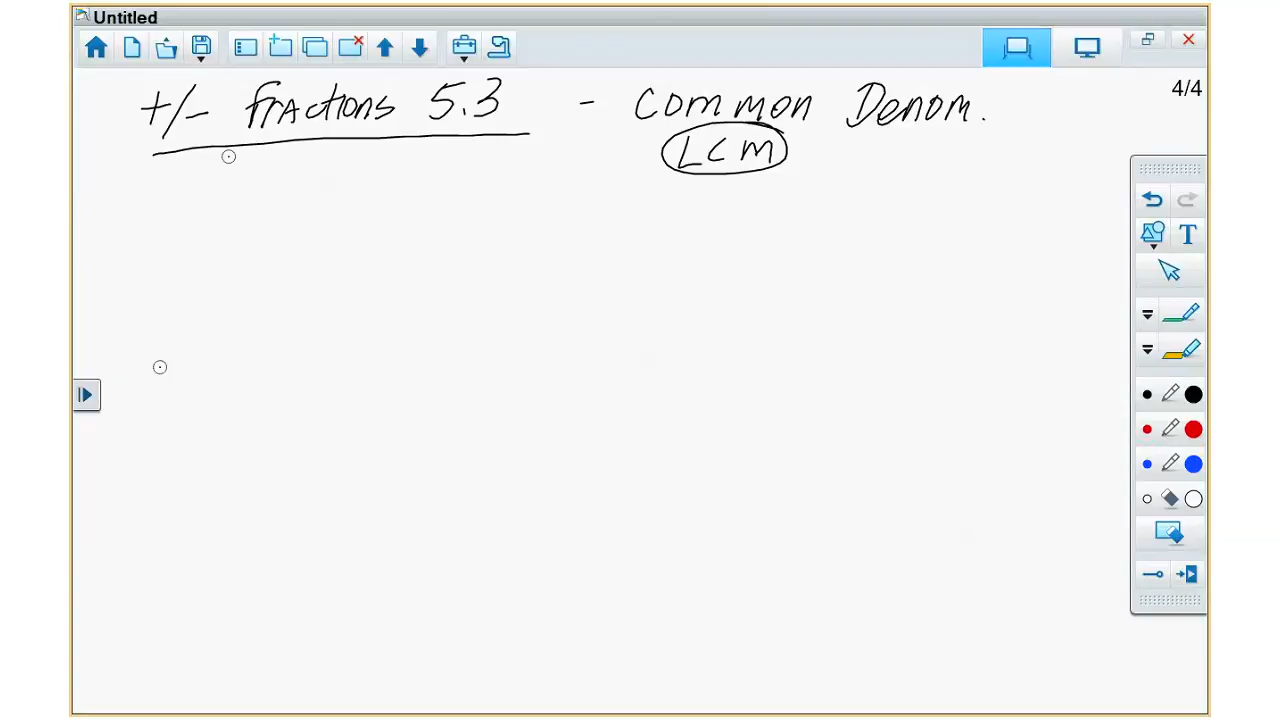 Untitled
4/4
+/- fractions 5.3 - Common Denom.
LCM
T